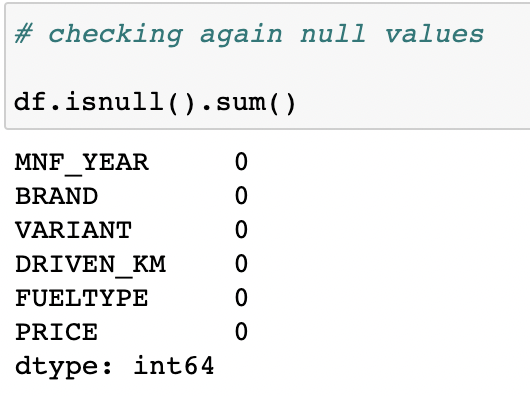 # checking again null values
df.isnull().sum()
MNF_YEAR 0
BRAND 0
VARIANT 0
DRIVEN_KM 0
FUELTYPE 0
PRICE 0
dtype: int64